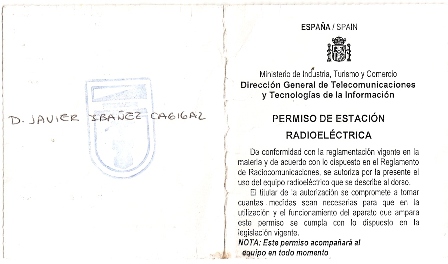 D. JAVIER IBAÑEZ CAGIGAL
ESPAÑA / SPAIN
Ministerio de Industria, Turismo y Comercio
Dirección General de Telecomunicaciones
y Tecnologías de la Información
PERMISO DE ESTACIÓN
RADIOELÉCTRICA
De conformidad con la reglamentación vigente en la
materia y de acuerdo con lo dispuesto en el Reglamento
de Radiocomunicaciones, se autoriza por la presente el
uso del equipo radioeléctrico que se describe al dorso.
El titular de la autorización se compromete a tomar
cuantas medidas sean necesarias para que en la
utilización y el funcionamiento del aparato que ampara
este permiso se cumpla con lo dispuesto en la
legislación vigente.
NOTA: Este permiso acompañará al
equipo en todo momento